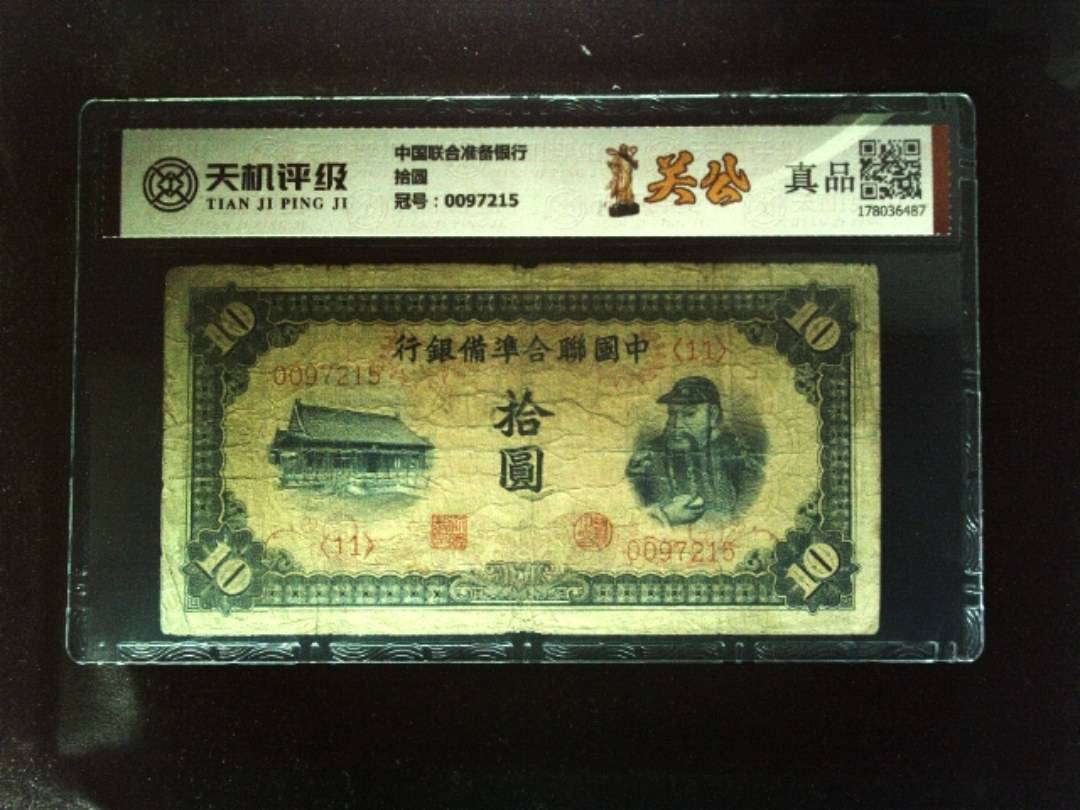 天机评级
TIAN JI PING JI
中国联合准备银行
拾圆
冠号：0097215
关公
真品
178036487
10
10
行銀備準合聯國中
〈11〉
0097215
拾
圓
〈11〉
0097215
10
10